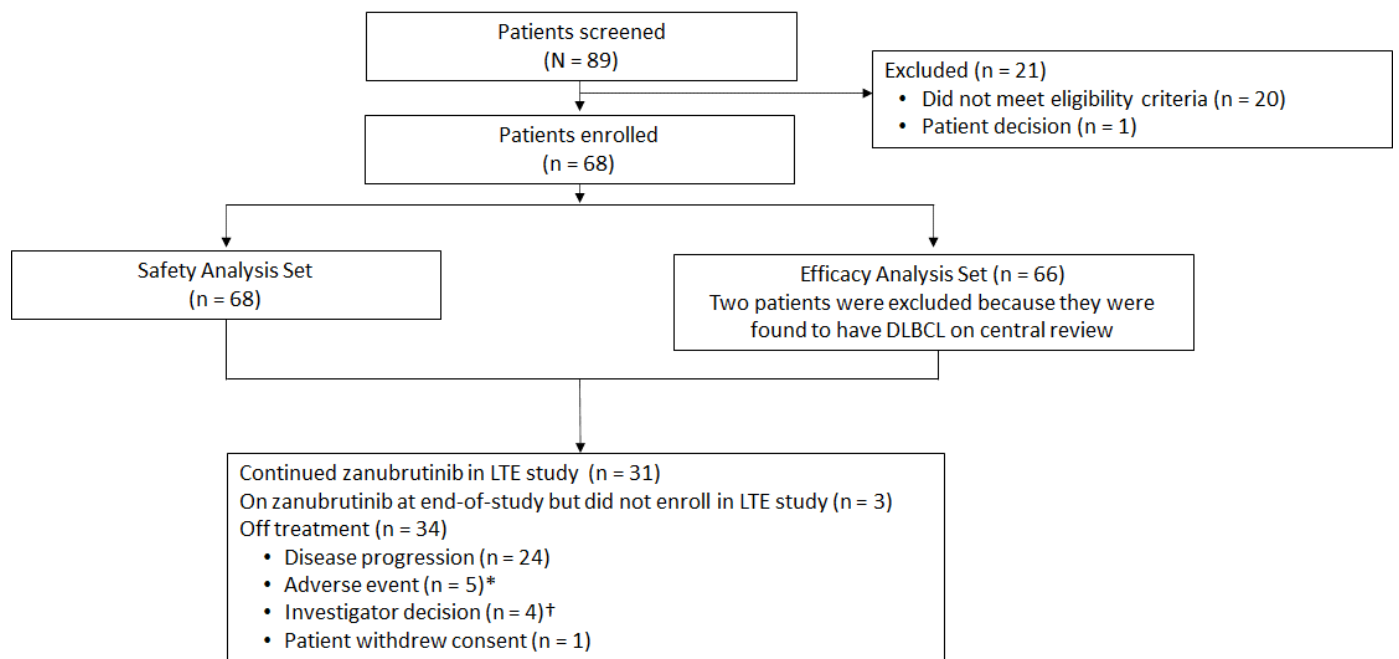 Patients screened
(N = 89)
Excluded (n = 21)
• Did not meet eligibility criteria (n = 20)
• Patient decision (n = 1)
Patients enrolled
(n = 68)
Safety Analysis Set
(n = 68)
Efficacy Analysis Set (n = 66)
Two patients were excluded because they were
found to have DLBCL on central review
Continued zanubrutinib in LTE study (n = 31)
On zanubrutinib at end-of-study but did not enroll in LTE study (n = 3)
Off treatment (n = 34)
• Disease progression (n = 24)
• Adverse event (n = 5)*
• Investigator decision (n = 4)†
• Patient withdrew consent (n = 1)